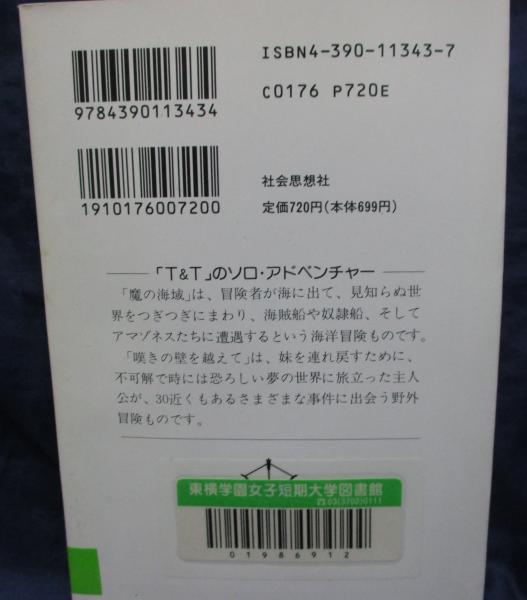 ISBN4-390-11343-7
9784390113434
C0176 P720E
1910176007200
社会思想社
定価720円(本体699円)
「T&T」のソロ・アドベンチャー
「魔の海域」は、冒険者が海に出て、見知らぬ世
界をつぎつぎにまわり、海賊船や奴隷船、そして
アマゾネスたちに遭遇するという海洋冒険ものです。
「嘆きの壁を越えて」は、妹を連れ戻すために、
不可解で時には恐ろしい夢の世界に旅立った主人
公が、30近くもあるさまざまな事件に出会う野外
冒険ものです。
東横学園女子短期大学図書館
☎03(3702)0111
01986912